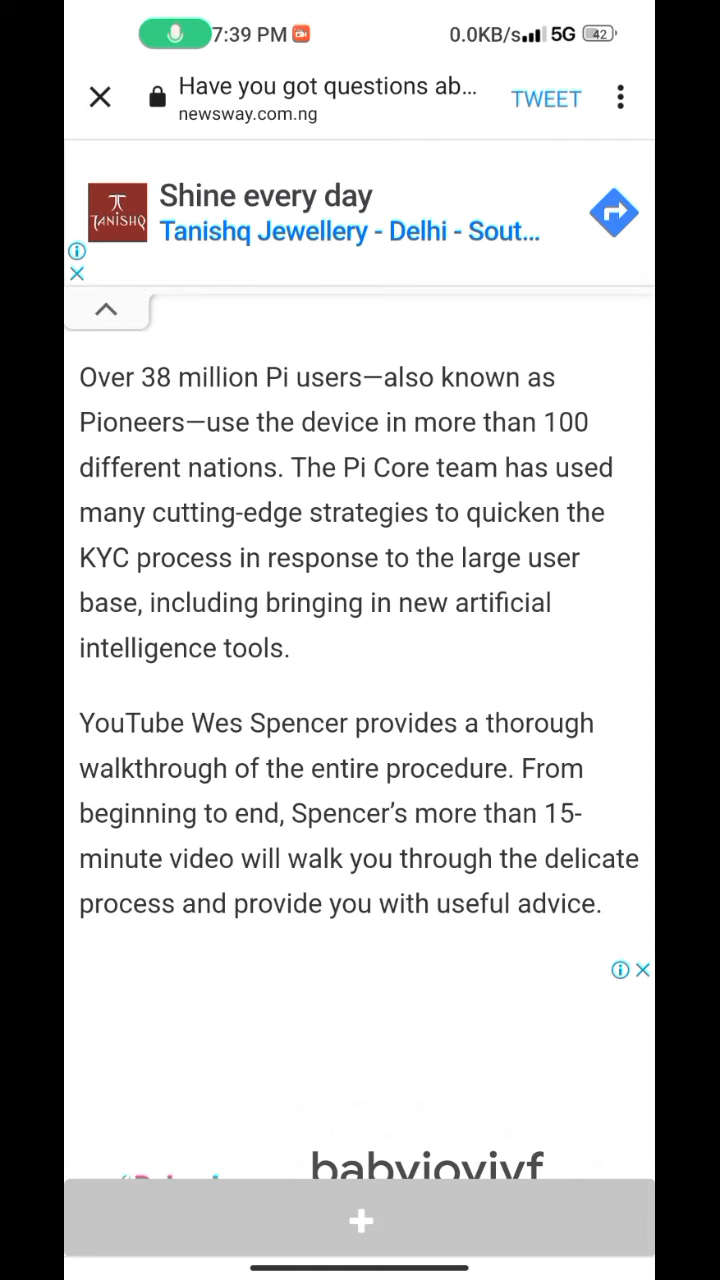 7:39 PM
0.0KB/s 5G 42
Have you got questions ab...
newsway.com.ng
TWEET
TANISHQ
Shine every day
Tanishq Jewellery - Delhi - Sout...
Over 38 million Pi users—also known as
Pioneers—use the device in more than 100
different nations. The Pi Core team has used
many cutting-edge strategies to quicken the
KYC process in response to the large user
base, including bringing in new artificial
intelligence tools.
YouTube Wes Spencer provides a thorough
walkthrough of the entire procedure. From
beginning to end, Spencer's more than 15-
minute video will walk you through the delicate
process and provide you with useful advice.
babyjoyivf